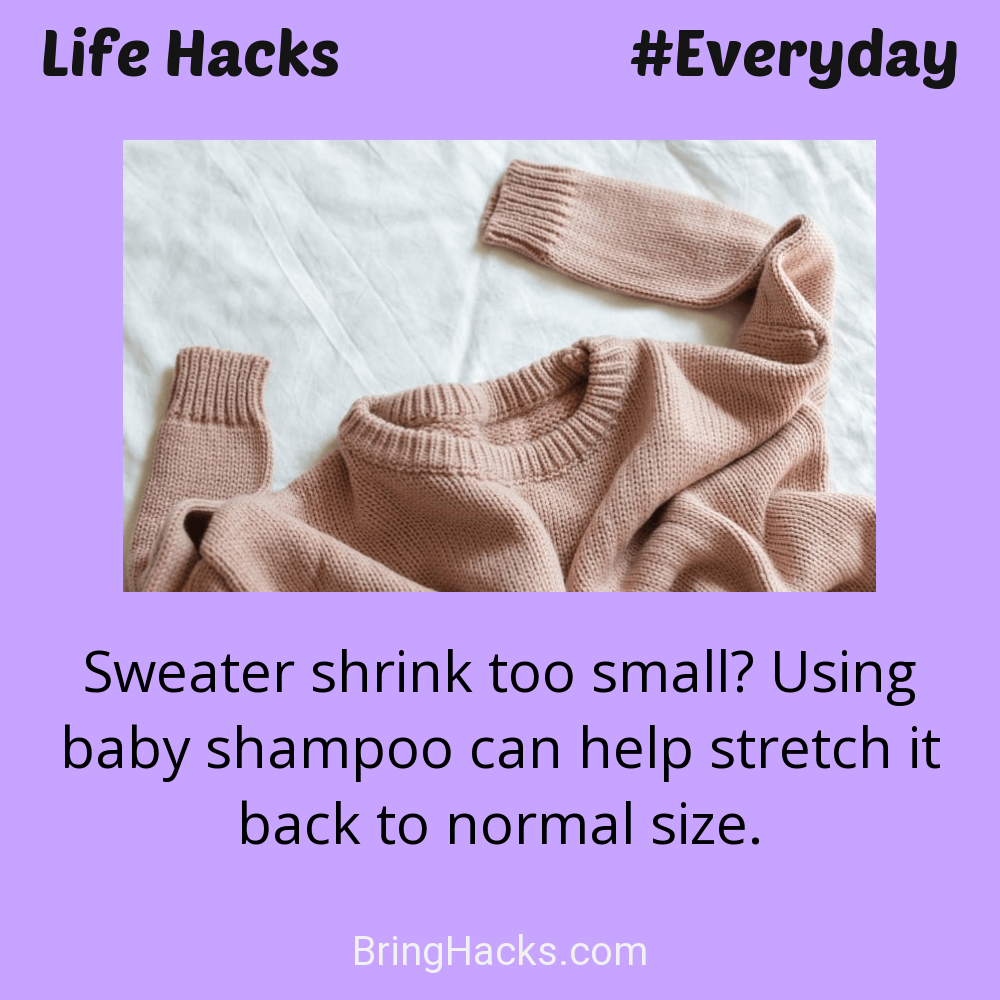 Life Hacks
#Everyday
Sweater shrink too small? Using
baby shampoo can help stretch it
back to normal size.
BringHacks.com